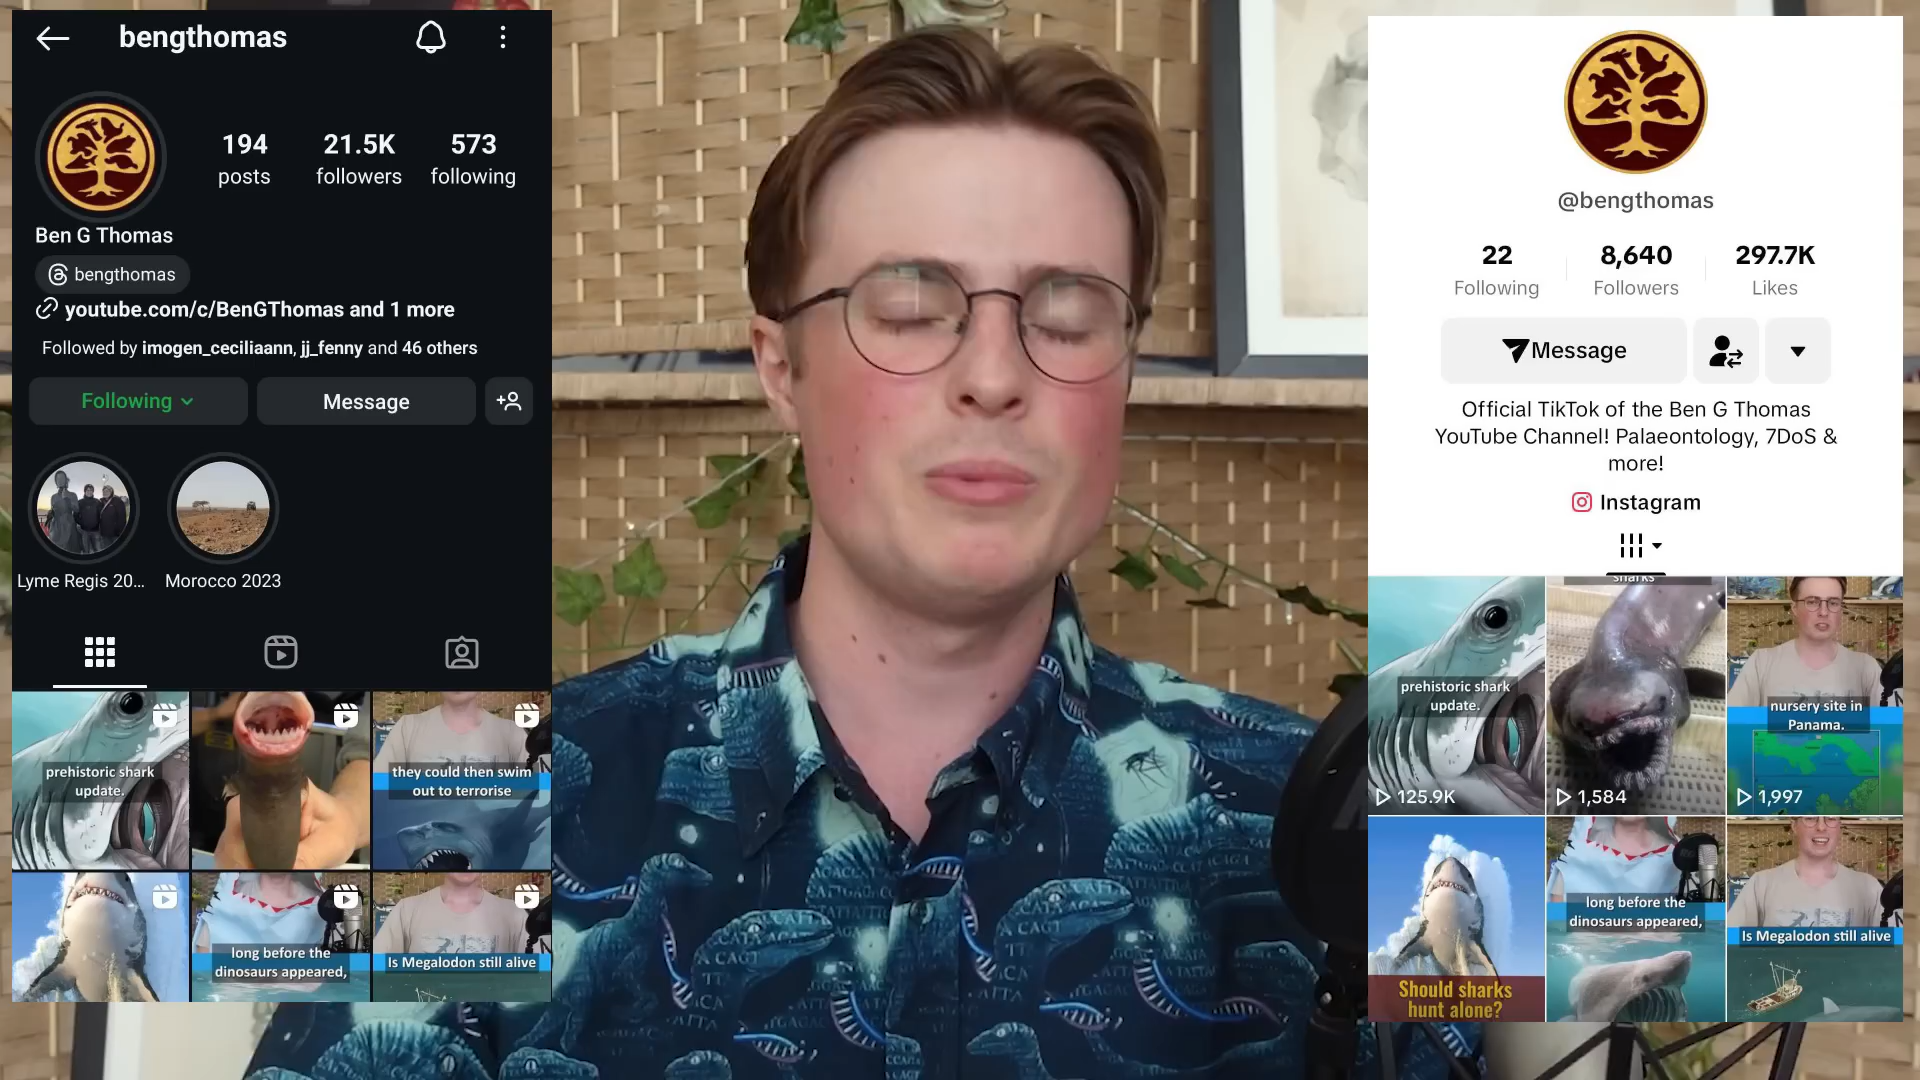 bengthomas
194
posts
21.5K
followers
573
following
Ben G Thomas
bengthomas
youtube.com/c/BenGThomas and 1 more
Followed by imogen_ceciliaann, jj_fenny and 46 others
Following
Message
Lyme Regis 20...
Morocco 2023
prehistoric shark
update.
they could then swim
out to terrorise
long before the
dinosaurs appeared,
Is Megalodon still alive
@bengthomas
22
Following
8,640
Followers
297.7K
Likes
Message
Official TikTok of the Ben G Thomas
YouTube Channel! Palaeontology, 7DoS &
more!
Instagram
prehistoric shark
update.
125.9K
sharks
1,584
nursery site in
Panama.
1,997
Should sharks
hunt alone?
long before the
dinosaurs appeared,
Is Megalodon still alive